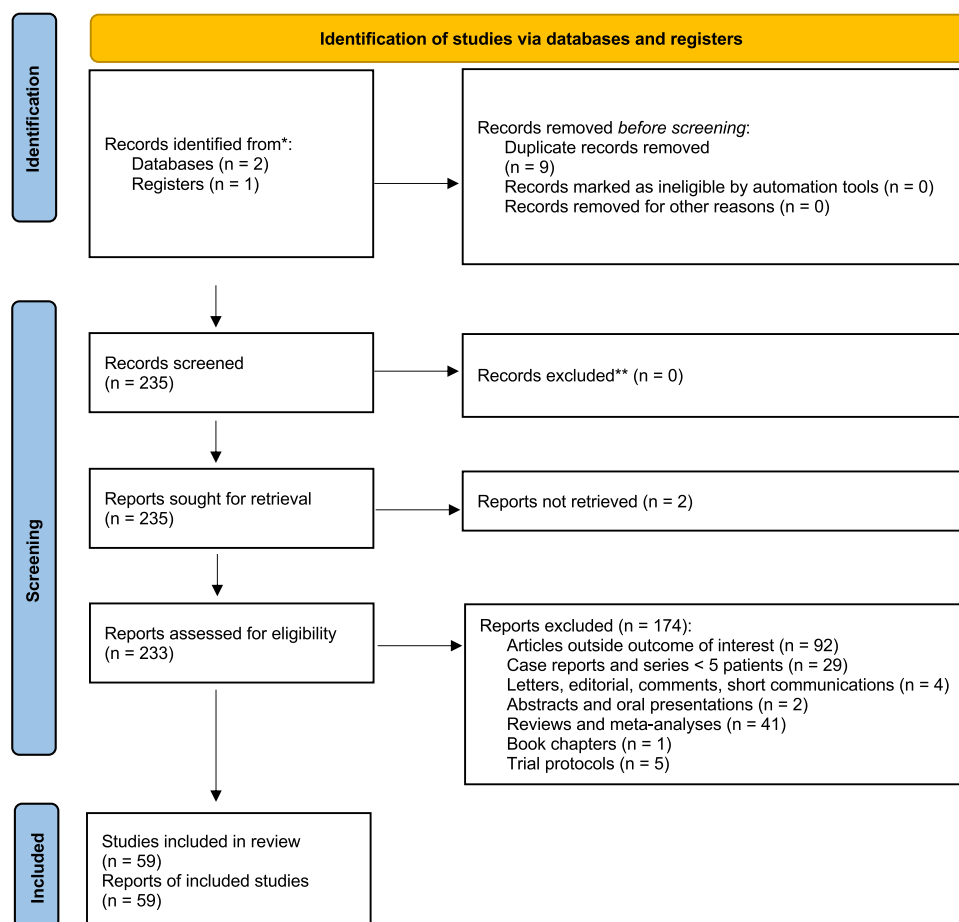 Identification of studies via databases and registers
Identification
Records identified from*:
Databases (n = 2)
Registers (n = 1)
Records removed before screening:
Duplicate records removed
(n = 9)
Records marked as ineligible by automation tools (n = 0)
Records removed for other reasons (n = 0)
Screening
Records screened
(n = 235)
Records excluded** (n = 0)
Reports sought for retrieval
(n = 235)
Reports not retrieved (n = 2)
Reports assessed for eligibility
(n = 233)
Reports excluded (n = 174):
Articles outside outcome of interest (n = 92)
Case reports and series < 5 patients (n = 29)
Letters, editorial, comments, short communications (n = 4)
Abstracts and oral presentations (n = 2)
Reviews and meta-analyses (n = 41)
Book chapters (n = 1)
Trial protocols (n = 5)
Included
Studies included in review
(n = 59)
Reports of included studies
(n = 59)